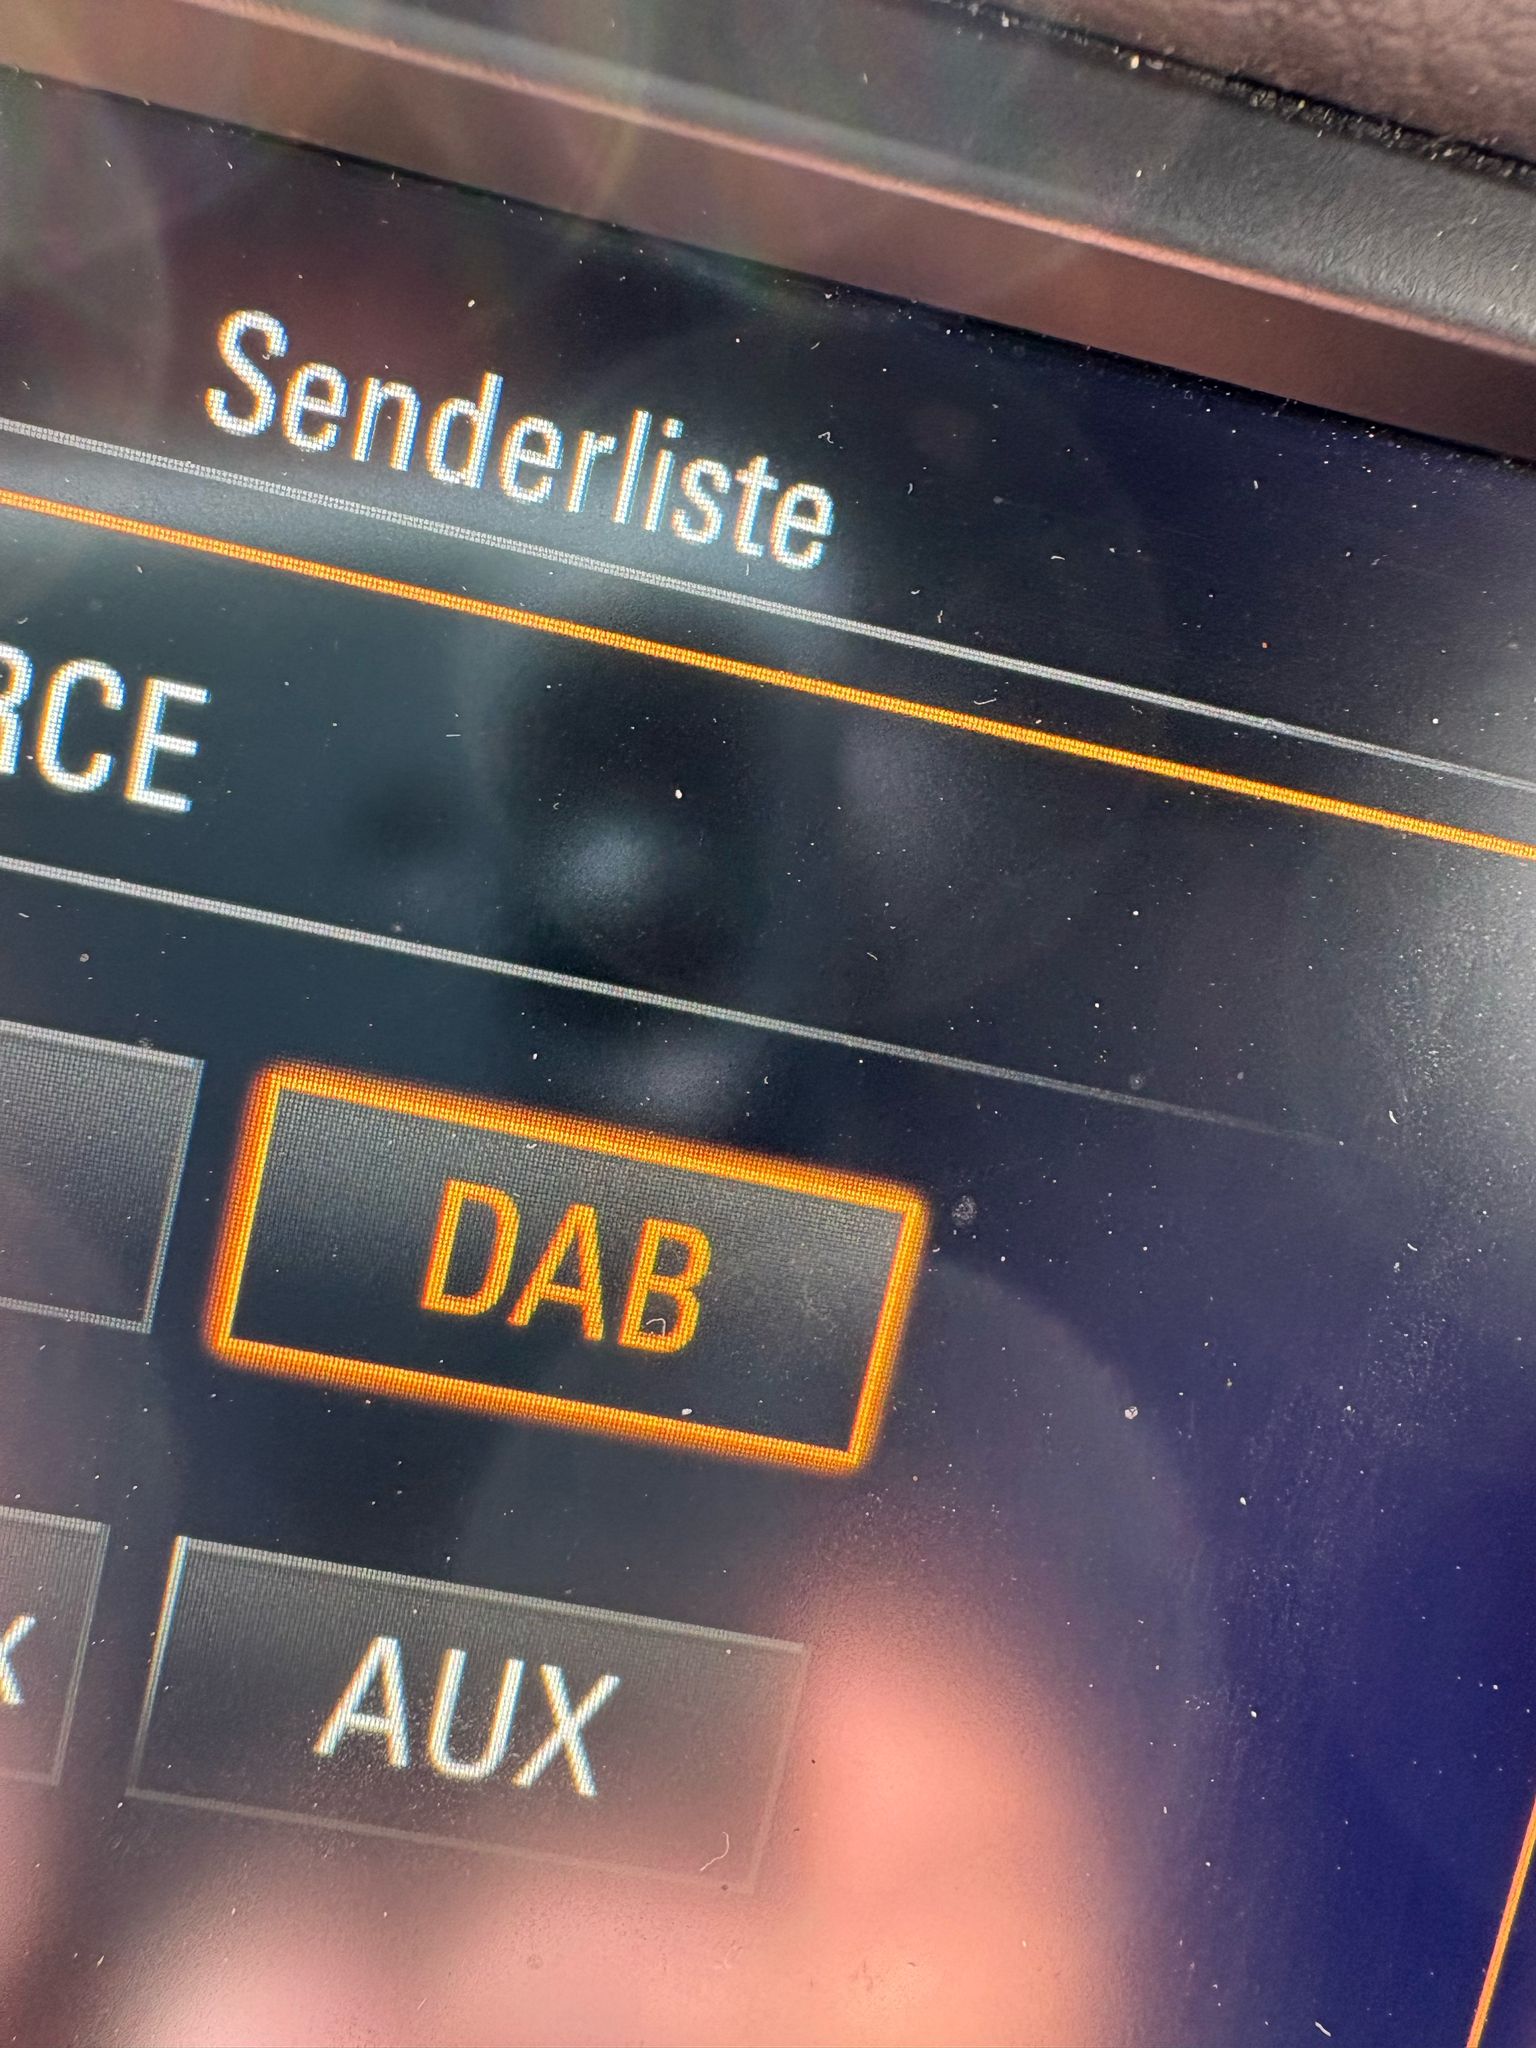 Senderliste
RCE
DAB
x
AUX